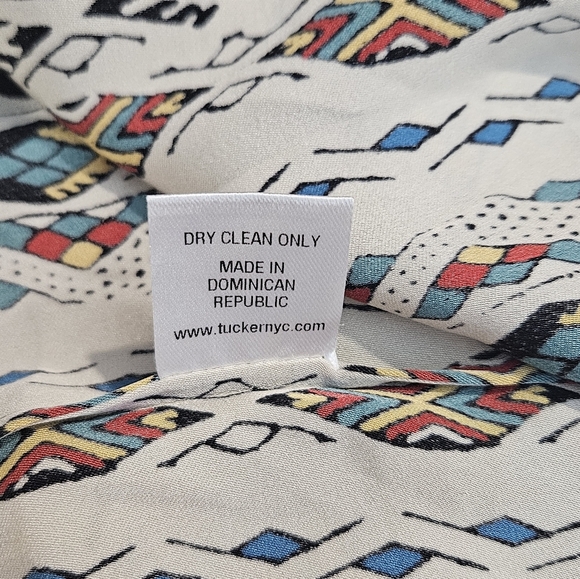 DRY CLEAN ONLY
MADE IN
DOMINICAN
REPUBLIC
www.tuckernyc.com